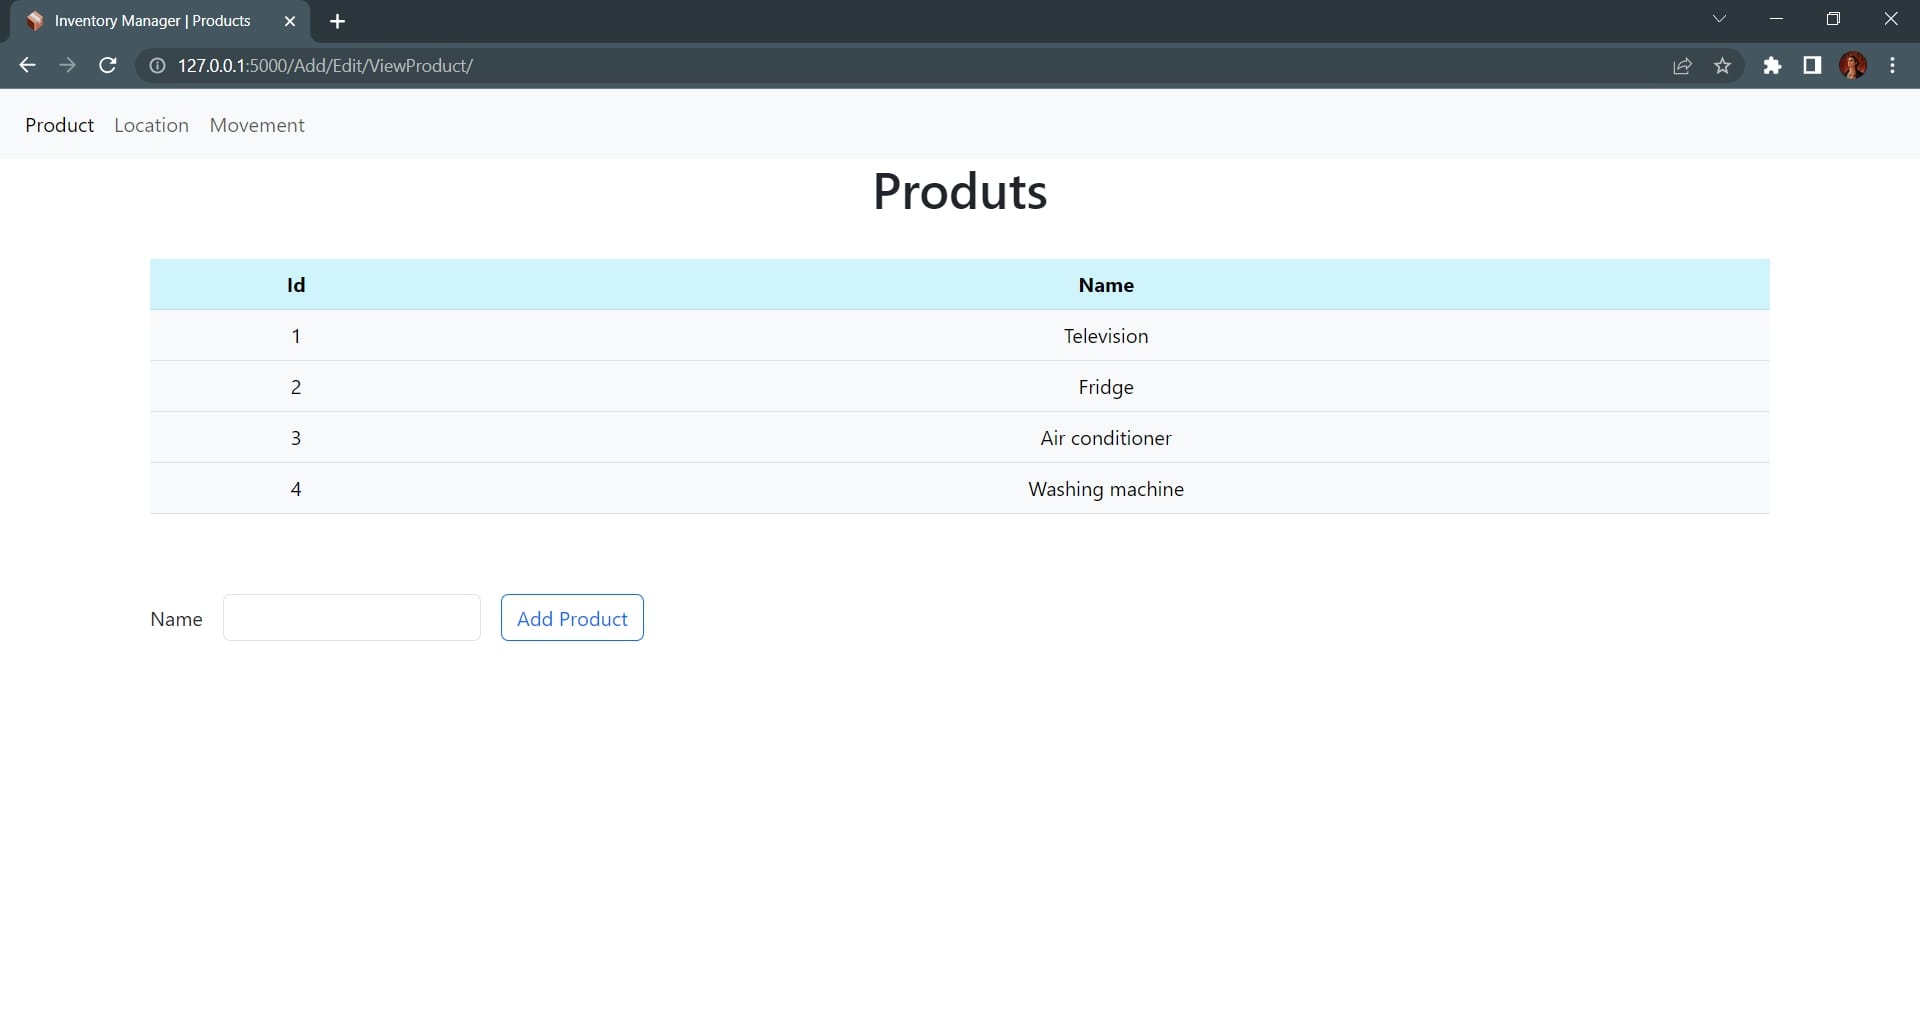 Inventory Manager | Products
127.0.0.1:5000/Add/Edit/ViewProduct/
Product Location Movement
Produts
Id Name
1 Television
2 Fridge
3 Air conditioner
4 Washing machine
Name Add Product